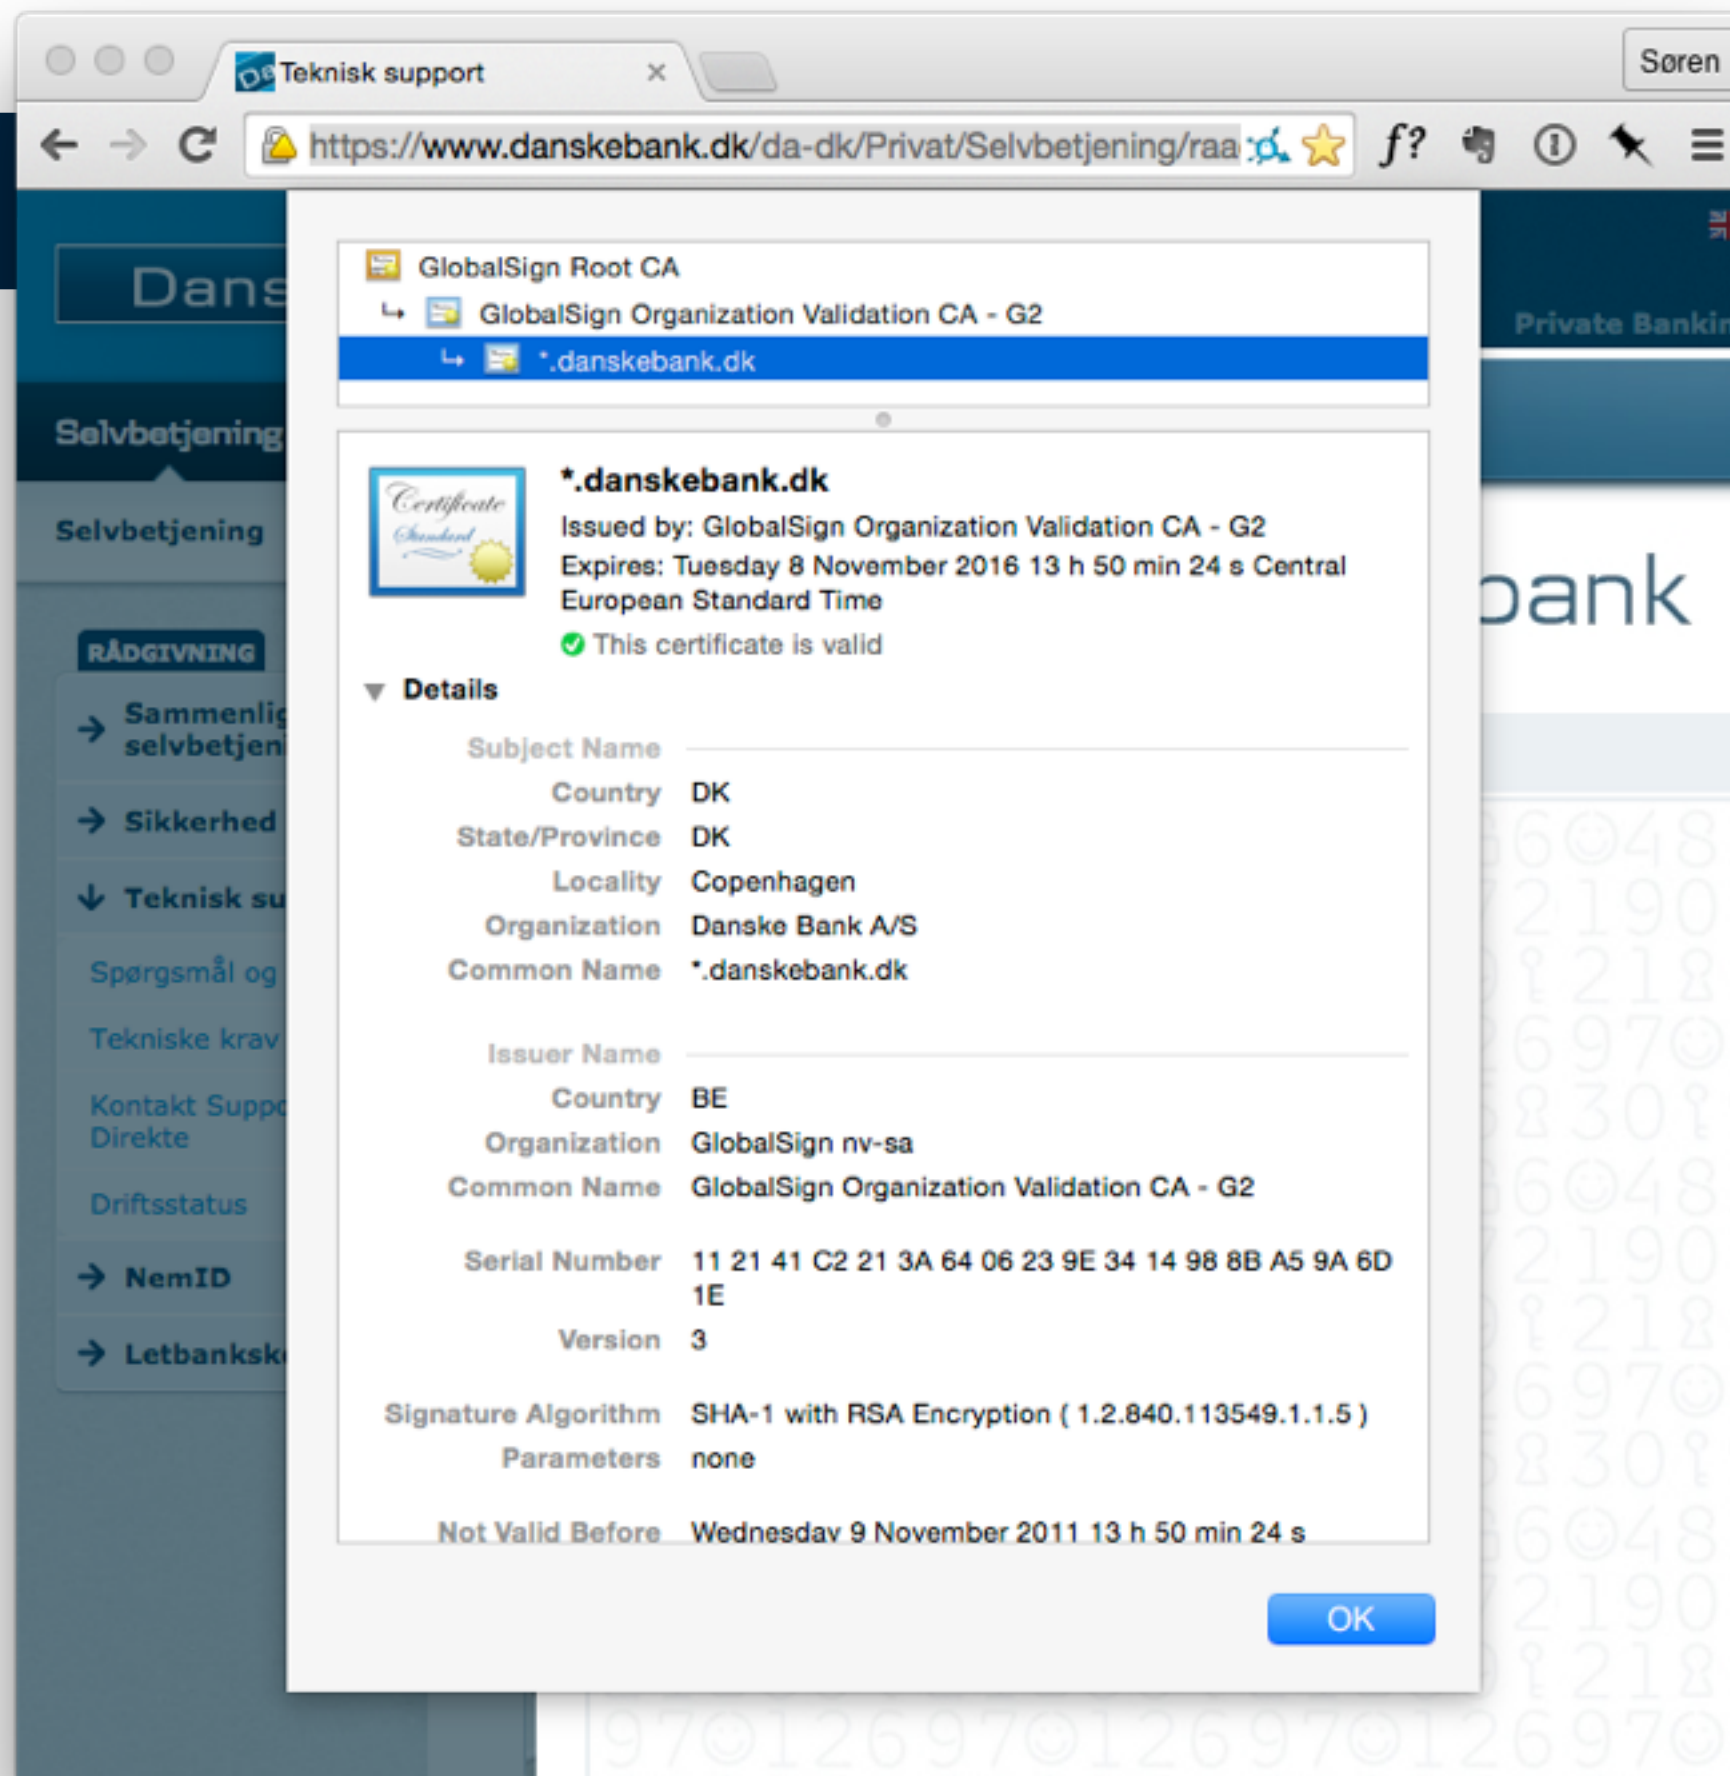 Teknisk support
Søren
https://www.danskebank.dk/da-dk/Privat/Selvbetjening/raa
f?
GlobalSign Root CA
GlobalSign Organization Validation CA - G2
*.danskebank.dk
Private
Selvbetjening
Selvbetjening
bank
*.danskebank.dk
Issued by: GlobalSign Organization Validation CA - G2
Expires: Tuesday 8 November 2016 13 h 50 min 24 s Central
European Standard Time
This certificate is valid
Certificate
Standard
Details
Subject Name
Country DK
State/Province DK
Locality Copenhagen
Organization Danske Bank A/S
Common Name *.danskebank.dk
Issuer Name
Country BE
Organization GlobalSign nv-sa
Common Name GlobalSign Organization Validation CA - G2
Serial Number 11 21 41 C2 21 3A 64 06 23 9E 34 14 98 8B A5 9A 6D
1E
Version 3
Signature Algorithm SHA-1 with RSA Encryption ( 1.2.840.113549.1.1.5 )
Parameters none
Not Valid Before Wednesday 9 November 2011 13 h 50 min 24 s
OK
RÅDGIVNING
Sikkerhed
Teknisk
Spørgsmål og
Tekniske krav
Kontakt
Direkte
Driftsstatus
NemID